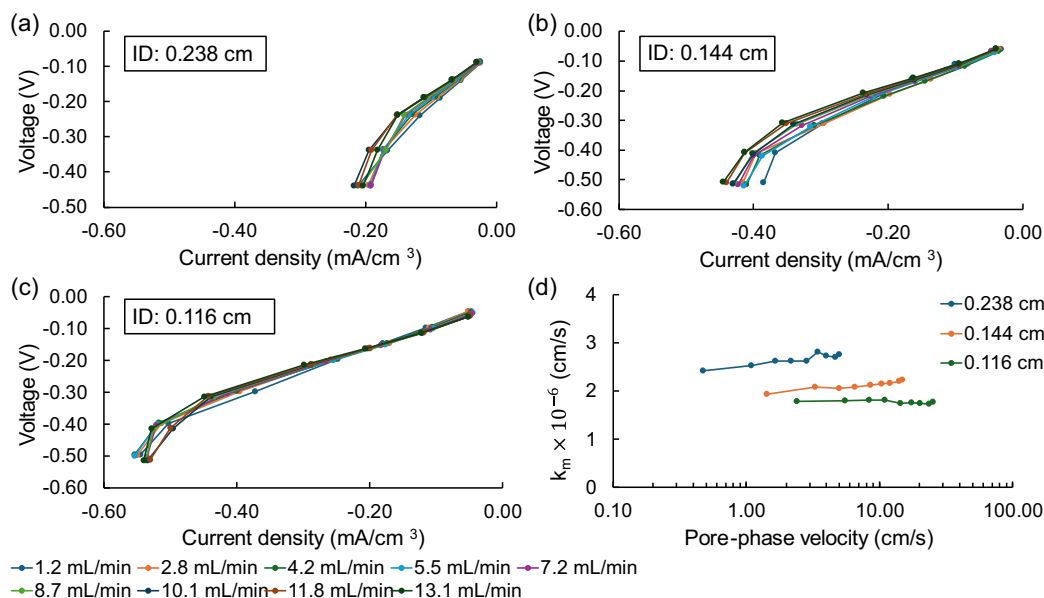 (a)
ID: 0.238 cm
0.00
-0.10
-0.20
-0.30
-0.40
-0.50
Voltage (V)
-0.60
-0.40
-0.20
0.00
Current density (mA/cm ³)
(b)
ID: 0.144 cm
0.00
-0.10
-0.20
-0.30
-0.40
-0.50
-0.60
Voltage (V)
-0.60
-0.40
-0.20
0.00
Current density (mA/cm ³)
(c)
ID: 0.116 cm
0.00
-0.10
-0.20
-0.30
-0.40
-0.50
-0.60
Voltage (V)
-0.60
-0.40
-0.20
0.00
Current density (mA/cm ³)
(d)
4
3
2
1
0
kₘ × 10⁻⁶ (cm/s)
0.238 cm
0.144 cm
0.116 cm
0.10
1.00
10.00
100.00
Pore-phase velocity (cm/s)
1.2 mL/min
2.8 mL/min
4.2 mL/min
5.5 mL/min
7.2 mL/min
8.7 mL/min
10.1 mL/min
11.8 mL/min
13.1 mL/min